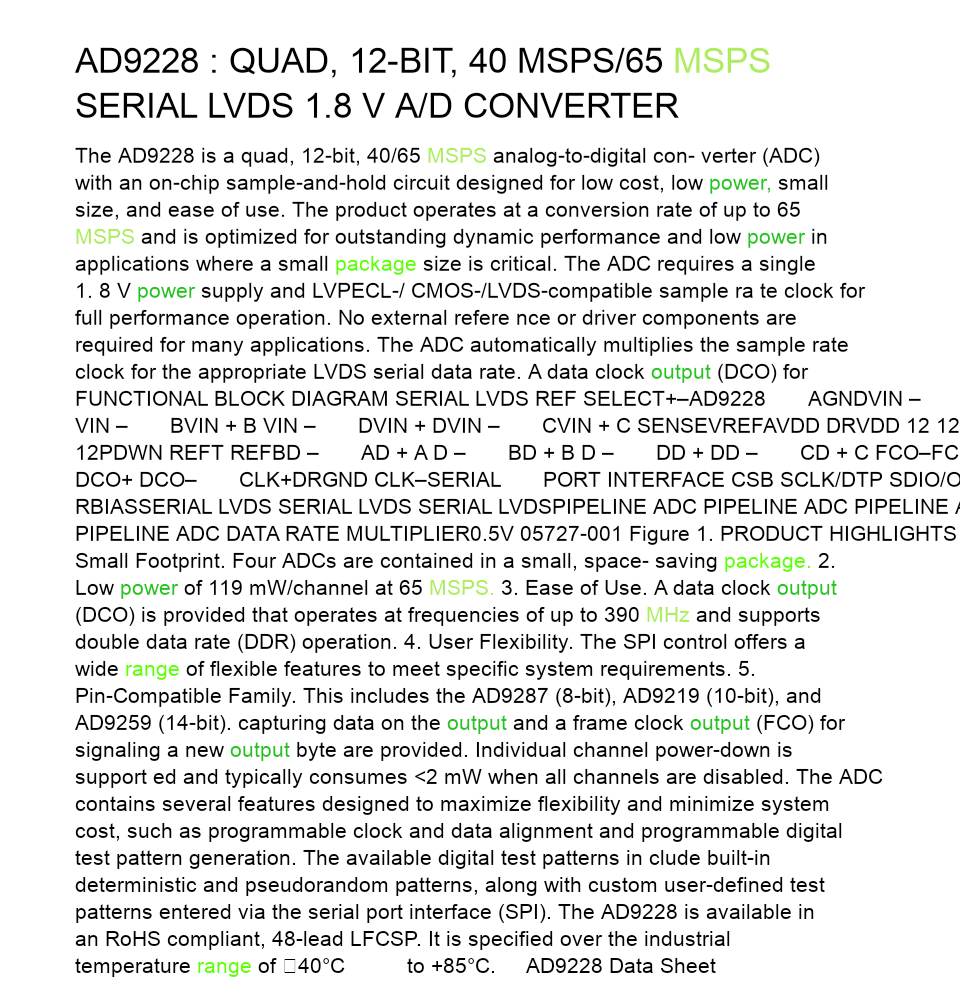 AD9228 : QUAD, 12-BIT, 40 MSPS/65 MSPS
SERIAL LVDS 1.8 V A/D CONVERTER
The AD9228 is a quad, 12-bit, 40/65 MSPS analog-to-digital con- verter (ADC)
with an on-chip sample-and-hold circuit designed for low cost, low power, small
size, and ease of use. The product operates at a conversion rate of up to 65
MSPS and is optimized for outstanding dynamic performance and low power in
applications where a small package size is critical. The ADC requires a single
1. 8 V power supply and LVPECL-/ CMOS-/LVDS-compatible sample ra te clock for
full performance operation. No external refere nce or driver components are
required for many applications. The ADC automatically multiplies the sample rate
clock for the appropriate LVDS serial data rate. A data clock output (DCO) for
FUNCTIONAL BLOCK DIAGRAM SERIAL LVDS REF SELECT+–AD9228 AGNDVIN –
VIN – BVIN + B VIN – DVIN + DVIN – CVIN + C SENSEVREFAVDD DRVDD 12 12
12PDWN REFT REFBD – AD + A D – BD + B D – DD + DD – CD + C FCO–FC
DCO+ DCO– CLK+DRGND CLK–SERIAL PORT INTERFACE CSB SCLK/DTP SDIO/O
RBIASSERIAL LVDS SERIAL LVDS SERIAL LVDSPIPELINE ADC PIPELINE ADC PIPELINE A
PIPELINE ADC DATA RATE MULTIPLIER0.5V 05727-001 Figure 1. PRODUCT HIGHLIGHTS
Small Footprint. Four ADCs are contained in a small, space- saving package. 2.
Low power of 119 mW/channel at 65 MSPS. 3. Ease of Use. A data clock output
(DCO) is provided that operates at frequencies of up to 390 MHz and supports
double data rate (DDR) operation. 4. User Flexibility. The SPI control offers a
wide range of flexible features to meet specific system requirements. 5.
Pin-Compatible Family. This includes the AD9287 (8-bit), AD9219 (10-bit), and
AD9259 (14-bit). capturing data on the output and a frame clock output (FCO) for
signaling a new output byte are provided. Individual channel power-down is
support ed and typically consumes <2 mW when all channels are disabled. The ADC
contains several features designed to maximize flexibility and minimize system
cost, such as programmable clock and data alignment and programmable digital
test pattern generation. The available digital test patterns in clude built-in
deterministic and pseudorandom patterns, along with custom user-defined test
patterns entered via the serial port interface (SPI). The AD9228 is available in
an RoHS compliant, 48-lead LFCSP. It is specified over the industrial
temperature range of □40°C to +85°C. AD9228 Data Sheet